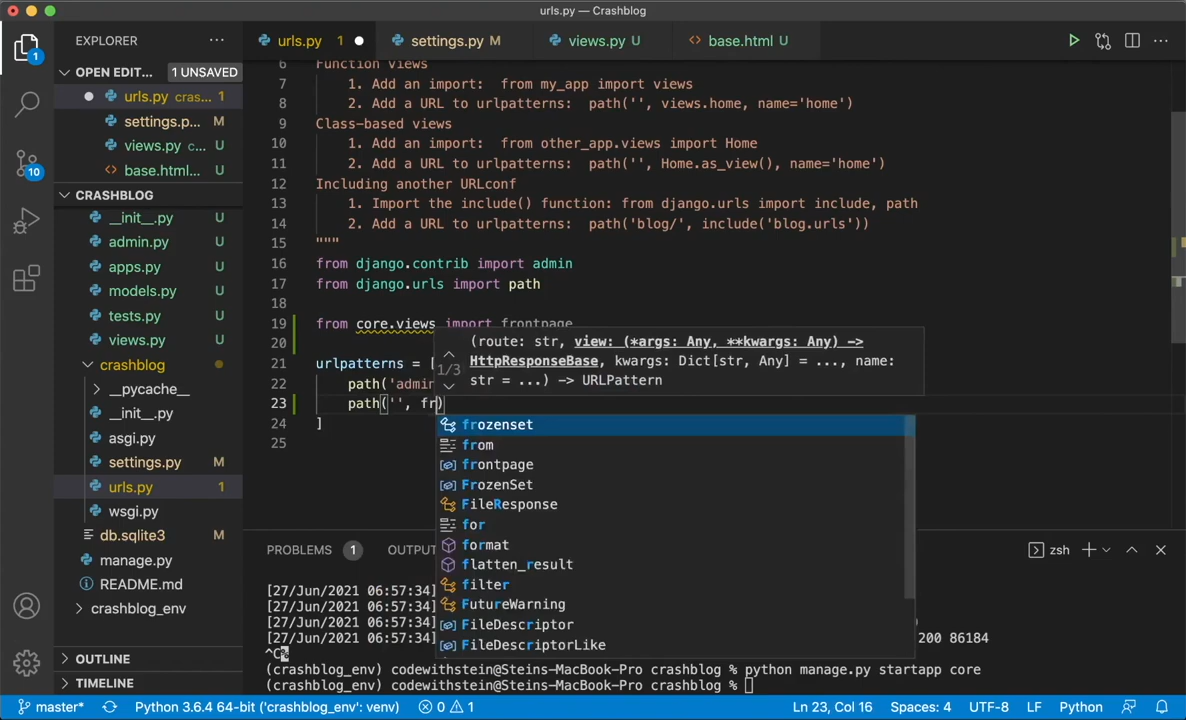 urls.py — Crashblog
EXPLORER ···
urls.py 1 settings.py M views.py U base.html U ···
OPEN EDIT... 1 UNSAVED
urls.py cras... 1
settings.p... M
views.py c... U
base.html... U
CRASHBLOG
__init__.py U
admin.py U
apps.py U
models.py U
tests.py U
views.py U
crashblog
__pycache__
__init__.py
asgi.py
settings.py M
urls.py 1
wsgi.py
db.sqlite3 M
manage.py
README.md
crashblog_env
OUTLINE
TIMELINE
1
10
6 Function views
7 1. Add an import: from my_app import views
8 2. Add a URL to urlpatterns: path('', views.home, name='home')
9 Class-based views
10 1. Add an import: from other_app.views import Home
11 2. Add a URL to urlpatterns: path('', Home.as_view(), name='home')
12 Including another URLconf
13 1. Import the include() function: from django.urls import include, path
14 2. Add a URL to urlpatterns: path('blog/', include('blog.urls'))
15 """
16 from django.contrib import admin
17 from django.urls import path
18
19 from core.views import frontpage
20
21 urlpatterns = [
22 path('admin
23 path('', fr)
24 ]
25
(route: str, view: (*args: Any, **kwargs: Any) ->
1/3 HttpResponseBase, kwargs: Dict[str, Any] = ..., name:
str = ...) -> URLPattern
frozenset
from
frontpage
FrozenSet
FileResponse
for
format
flatten_result
filter
FutureWarning
FileDescriptor
FileDescriptorLike
PROBLEMS 1 OUTPU zsh
[27/Jun/2021 06:57:34]
[27/Jun/2021 06:57:34]
[27/Jun/2021 06:57:34]
[27/Jun/2021 06:57:34] 200 86184
^C%
(crashblog_env) codewithstein@Steins-MacBook-Pro crashblog % python manage.py startapp core
(crashblog_env) codewithstein@Steins-MacBook-Pro crashblog %
master* Python 3.6.4 64-bit ('crashblog_env': venv) 0 1 Ln 23, Col 16 Spaces: 4 UTF-8 LF Python